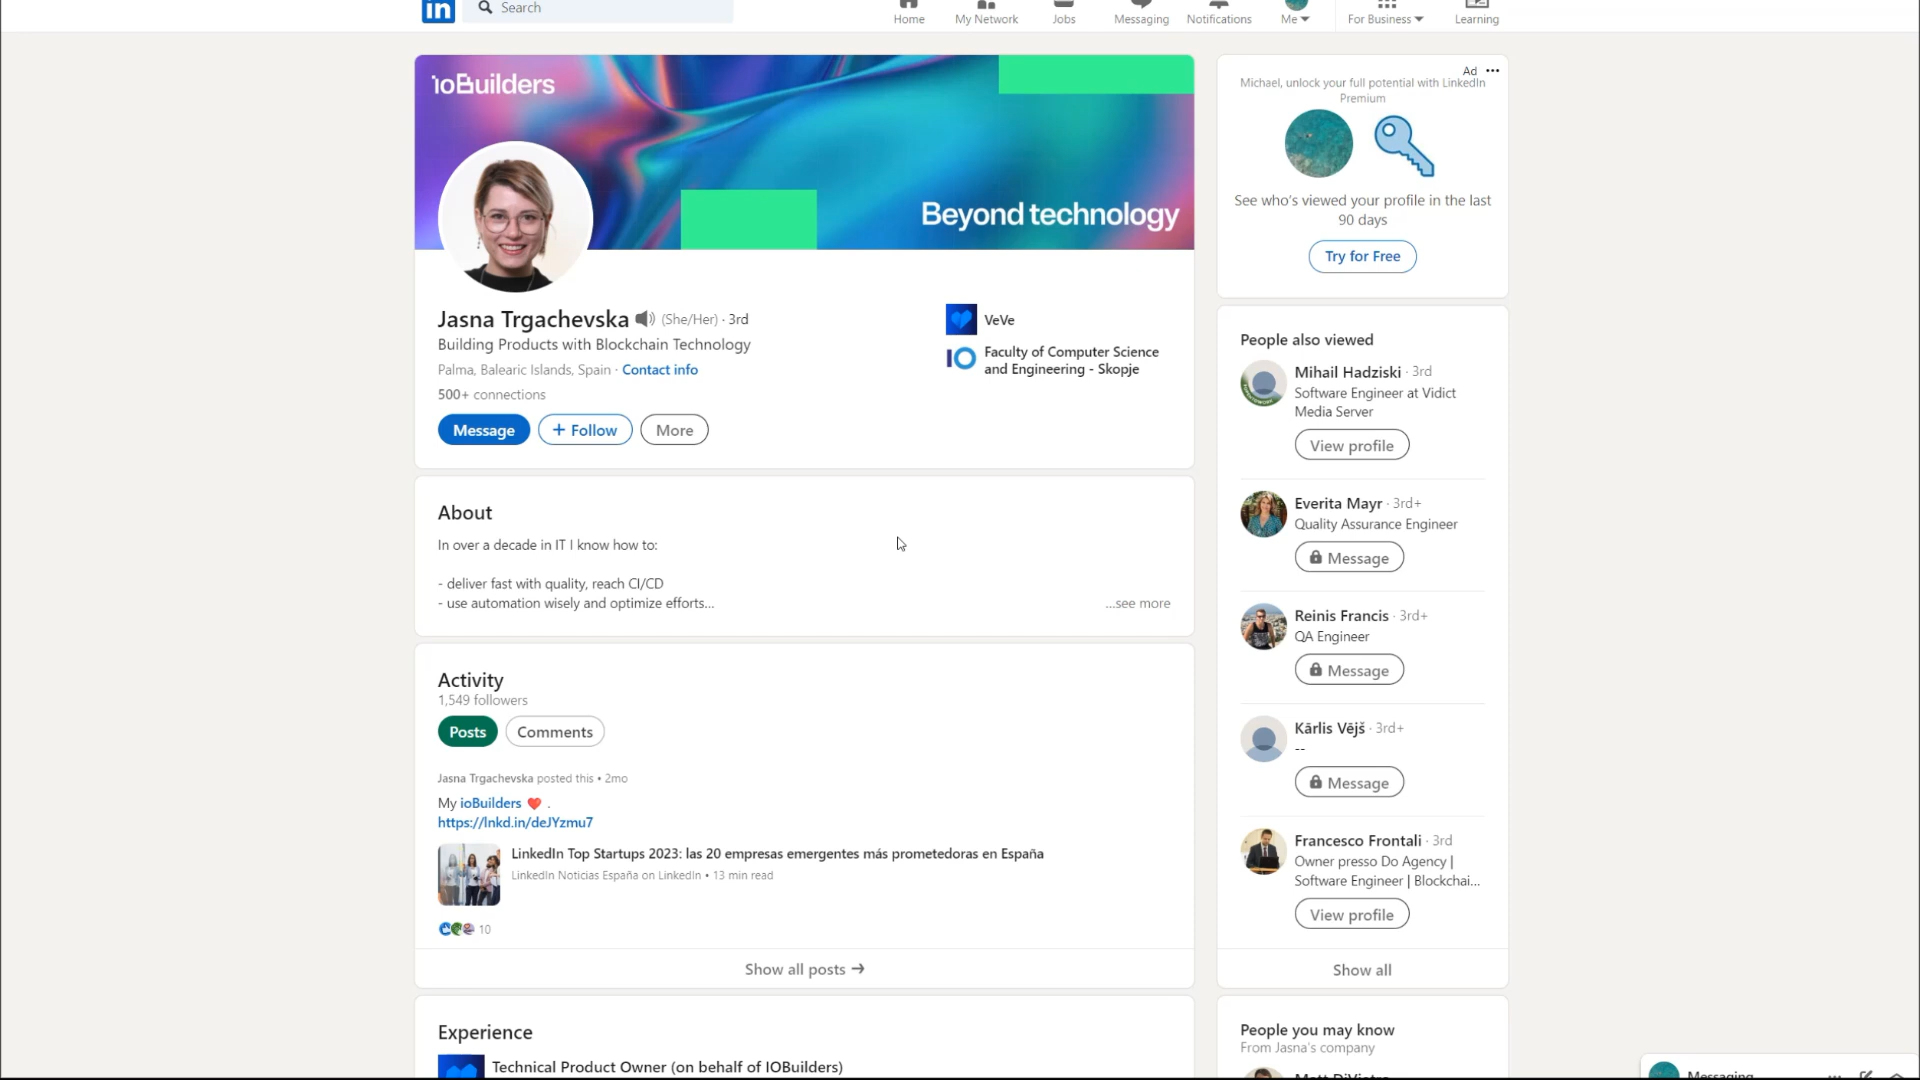 in
Search
Home
My Network
Jobs
Messaging
Notifications
Me
For Business
Learning
ioBuilders
Beyond technology
Jasna Trgachevska (She/Her) · 3rd
Building Products with Blockchain Technology
Palma, Balearic Islands, Spain · Contact info
500+ connections
Message
+ Follow
More
VeVe
Faculty of Computer Science
and Engineering - Skopje
About
In over a decade in IT I know how to:
- deliver fast with quality, reach CI/CD
- use automation wisely and optimize efforts...
...see more
Activity
1,549 followers
Posts
Comments
Jasna Trgachevska posted this • 2mo
My ioBuilders ❤️ .
https://lnkd.in/deJYzmu7
LinkedIn Top Startups 2023: las 20 empresas emergentes más prometedoras en España
LinkedIn Noticias España on LinkedIn • 13 min read
10
Show all posts →
Experience
Technical Product Owner (on behalf of IOBuilders)
Ad ...
Michael, unlock your full potential with LinkedIn
Premium
See who's viewed your profile in the last
90 days
Try for Free
People also viewed
Mihail Hadziski · 3rd
Software Engineer at Vidict
Media Server
View profile
Everita Mayr · 3rd+
Quality Assurance Engineer
Message
Reinis Francis · 3rd+
QA Engineer
Message
Kārlis Vējš · 3rd+
--
Message
Francesco Frontali · 3rd
Owner presso Do Agency |
Software Engineer | Blockchai...
View profile
Show all
People you may know
From Jasna's company
Messaging